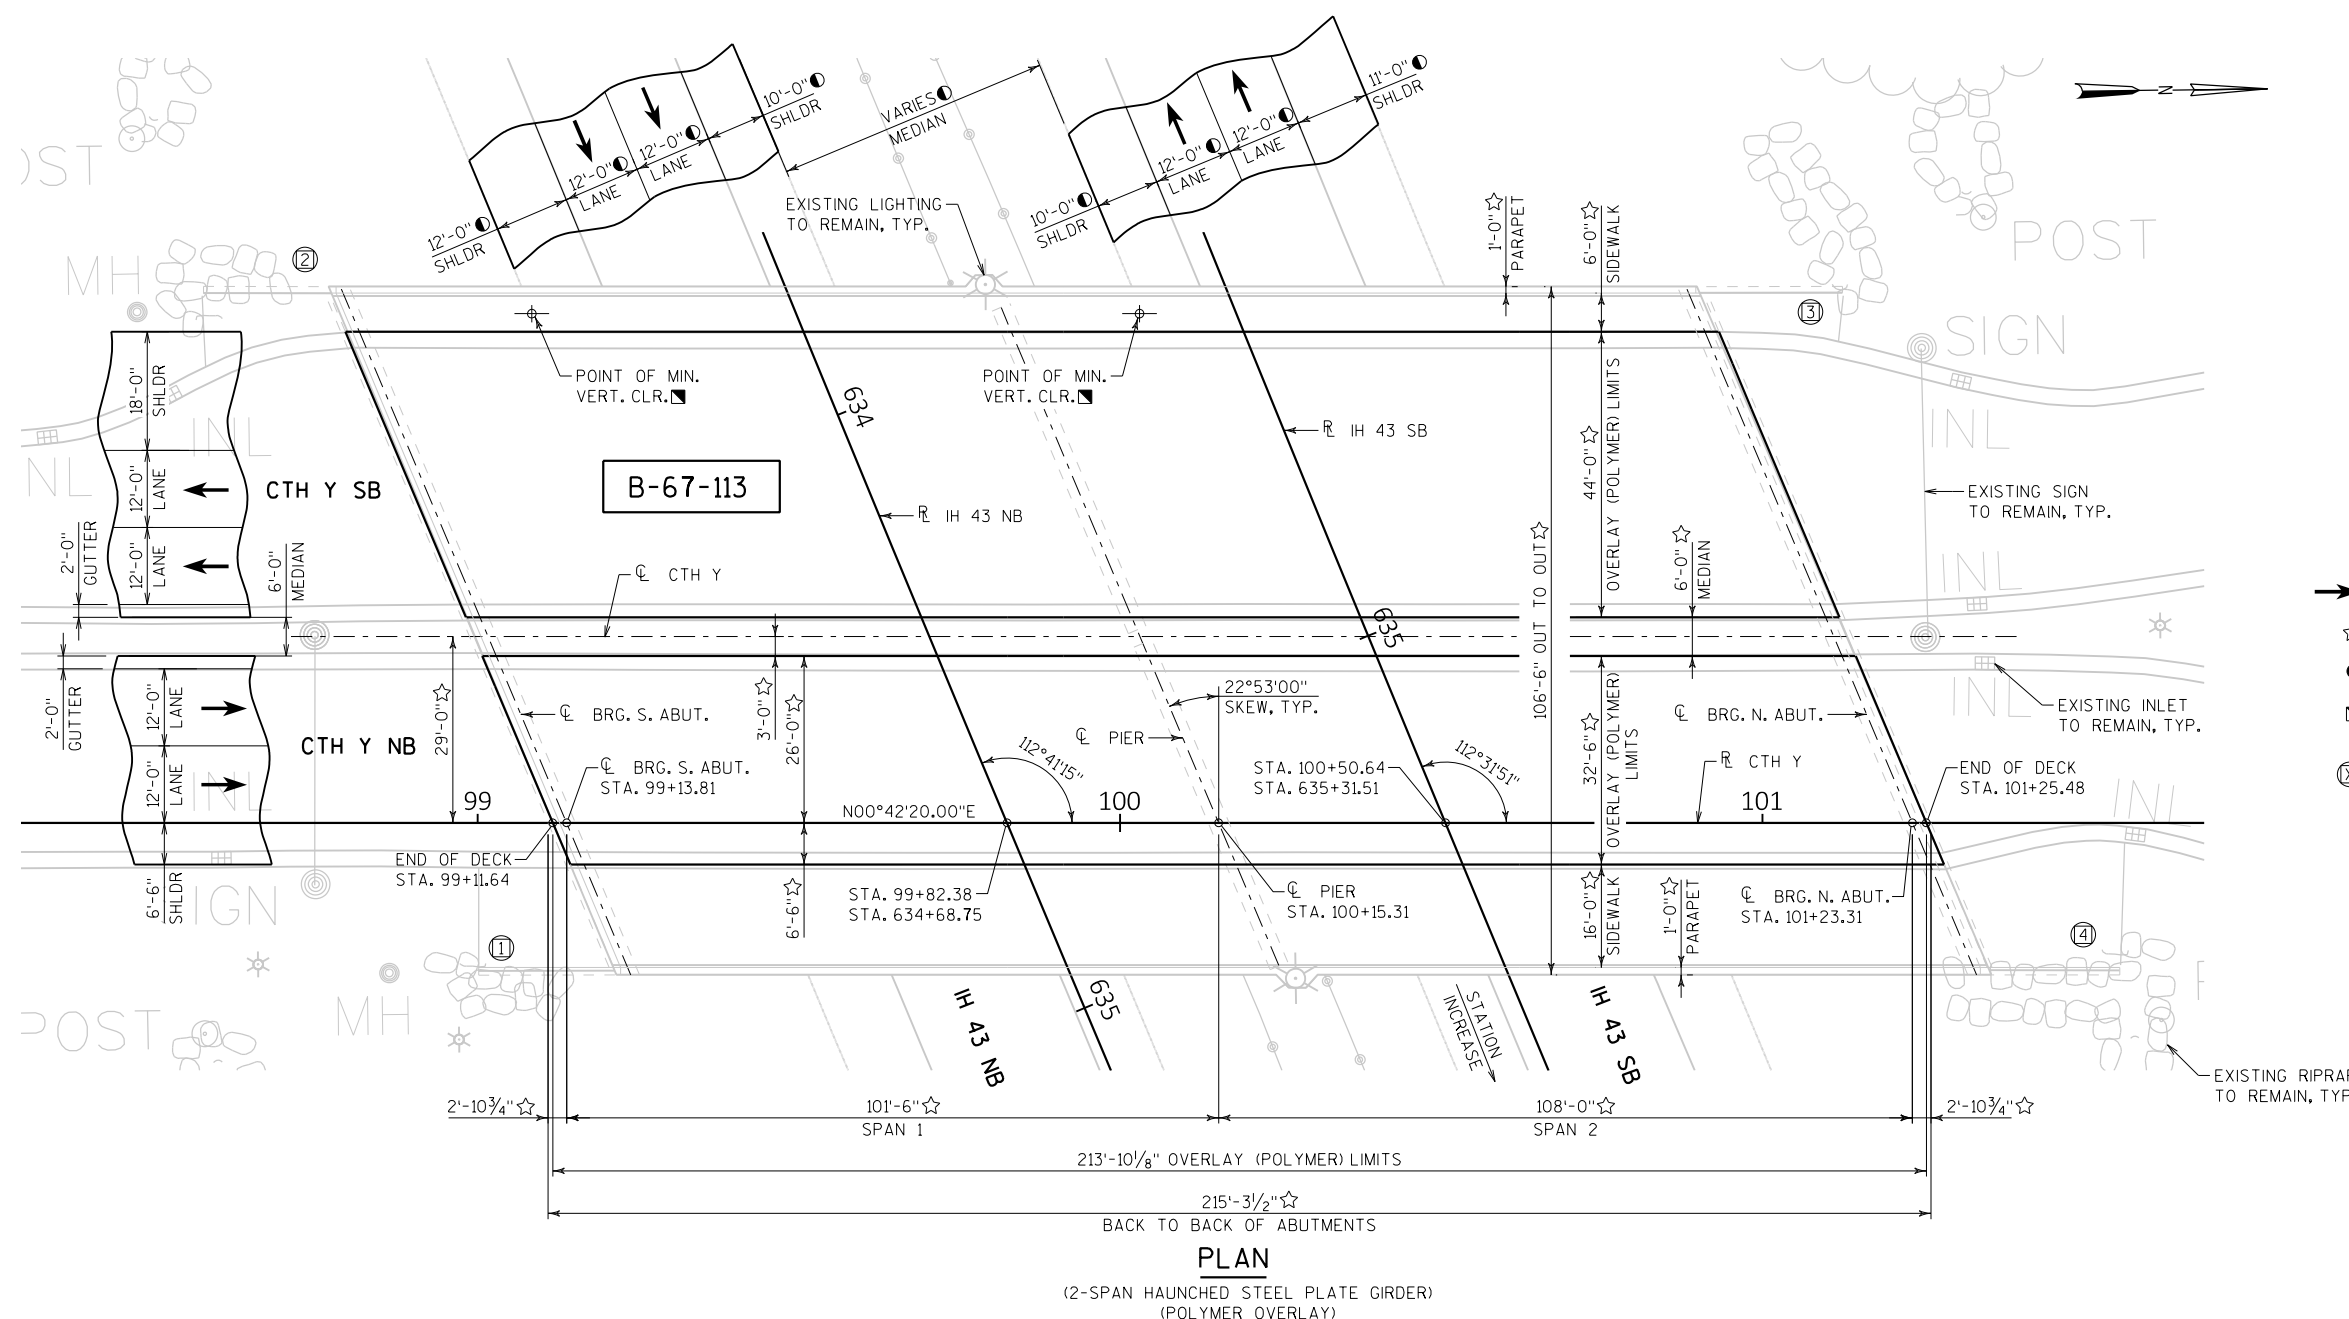 12'-0"
SHLDR
12'-0"
LANE
12'-0"
LANE
10'-0"
SHLDR
VARIES
MEDIAN
10'-0"
SHLDR
12'-0"
LANE
12'-0"
LANE
11'-0"
SHLDR
N
POST
MH
2
EXISTING LIGHTING
TO REMAIN, TYP.
1'-0"
PARAPET
6'-0"
SIDEWALK
POST
3
SIGN
18'-0"
SHLDR
INL
INL
12'-0"
LANE
12'-0"
LANE
2'-0"
GUTTER
6'-0"
MEDIAN
CTH Y SB
POINT OF MIN.
VERT. CLR.
POINT OF MIN.
VERT. CLR.
634
B-67-113
℞ IH 43 NB
℞ IH 43 SB
℄ CTH Y
44'-0"
OVERLAY (POLYMER) LIMITS
106'-6" OUT TO OUT
6'-0"
MEDIAN
INL
EXISTING SIGN
TO REMAIN, TYP.
INL
635
2'-0"
GUTTER
12'-0"
LANE
12'-0"
LANE
6'-6"
SHLDR
INL
CTH Y NB
29'-0"
℄ BRG. S. ABUT.
3'-0"
26'-0"
℄ BRG. S. ABUT.
STA. 99+13.81
℄ PIER
22°53'00"
SKEW, TYP.
112°41'15"
112°31'51"
STA. 100+50.64
STA. 635+31.51
32'-6"
OVERLAY (POLYMER)
LIMITS
℄ BRG. N. ABUT.
℞ CTH Y
INL
EXISTING INLET
TO REMAIN, TYP.
END OF DECK
STA. 101+25.48
INL
99
N00°42'20.00"E
100
101
END OF DECK
STA. 99+11.64
6'-6"
STA. 99+82.38
STA. 634+68.75
℄ PIER
STA. 100+15.31
16'-0"
SIDEWALK
1'-0"
PARAPET
℄ BRG. N. ABUT.
STA. 101+23.31
SIGN
1
4
POST
MH
IH 43 NB
635
STATION
INCREASE
IH 43 SB
EXISTING RIPRAP
TO REMAIN, TYP
2'-10¾"
101'-6"
SPAN 1
108'-0"
SPAN 2
2'-10¾"
213'-10⅛" OVERLAY (POLYMER) LIMITS
215'-3½"
BACK TO BACK OF ABUTMENTS
PLAN
(2-SPAN HAUNCHED STEEL PLATE GIRDER)
(POLYMER OVERLAY)